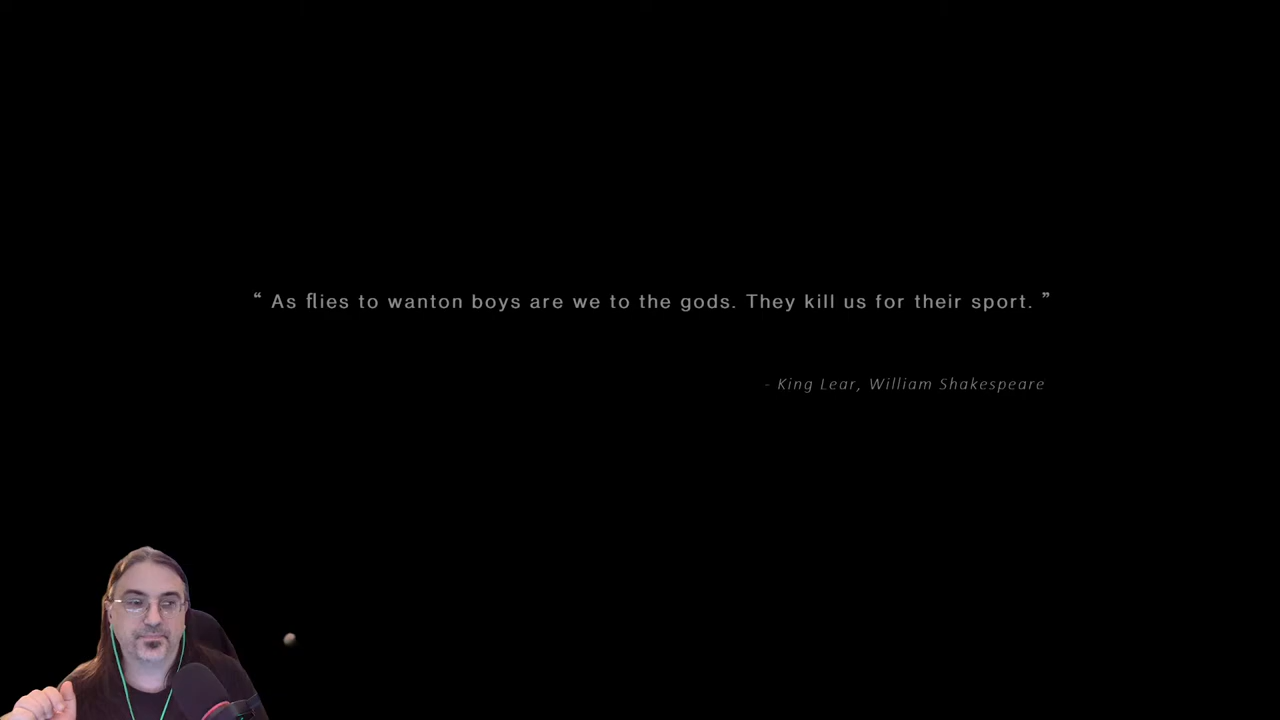 “ As flies to wanton boys are we to the gods. They kill us for their sport. ”
- King Lear, William Shakespeare